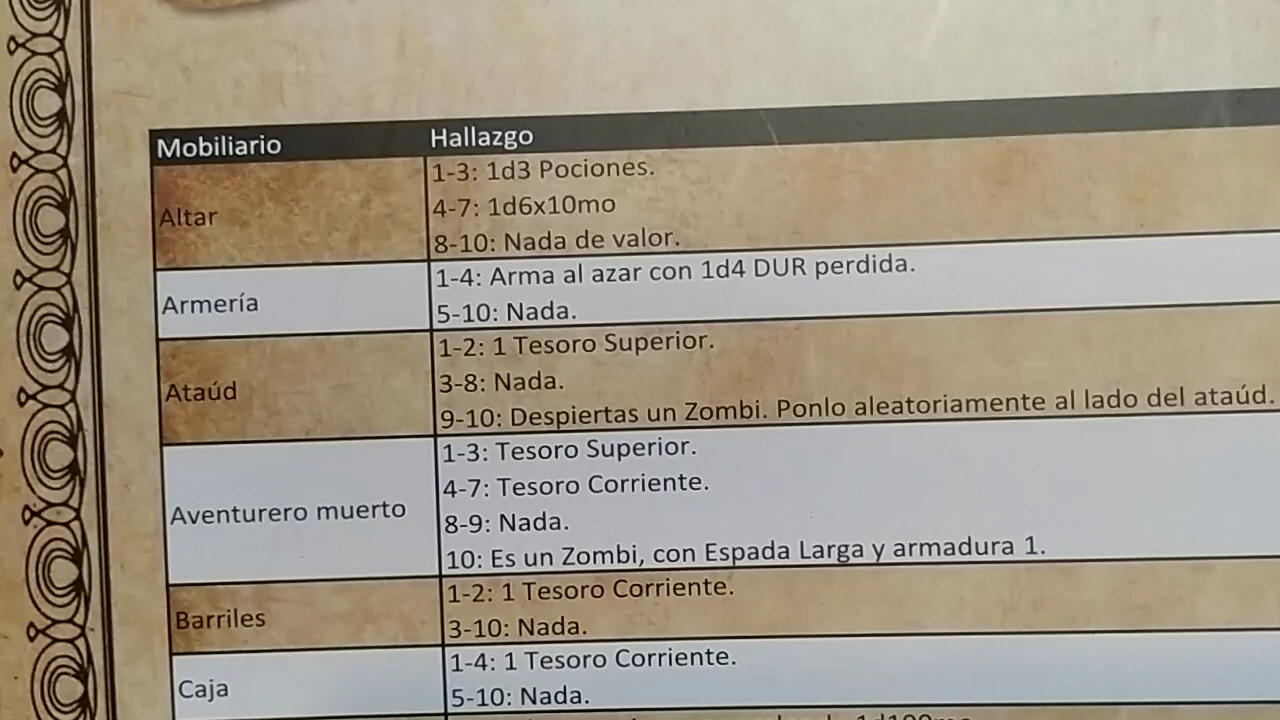 Mobiliario Hallazgo
Altar
1-3: 1d3 Pociones.
4-7: 1d6x10mo
8-10: Nada de valor.
Armería
1-4: Arma al azar con 1d4 DUR perdida.
5-10: Nada.
Ataúd
1-2: 1 Tesoro Superior.
3-8: Nada.
9-10: Despiertas un Zombi. Ponlo aleatoriamente al lado del ataúd.
Aventurero muerto
1-3: Tesoro Superior.
4-7: Tesoro Corriente.
8-9: Nada.
10: Es un Zombi, con Espada Larga y armadura 1.
Barriles
1-2: 1 Tesoro Corriente.
3-10: Nada.
Caja
1-4: 1 Tesoro Corriente.
5-10: Nada.
1d100mo